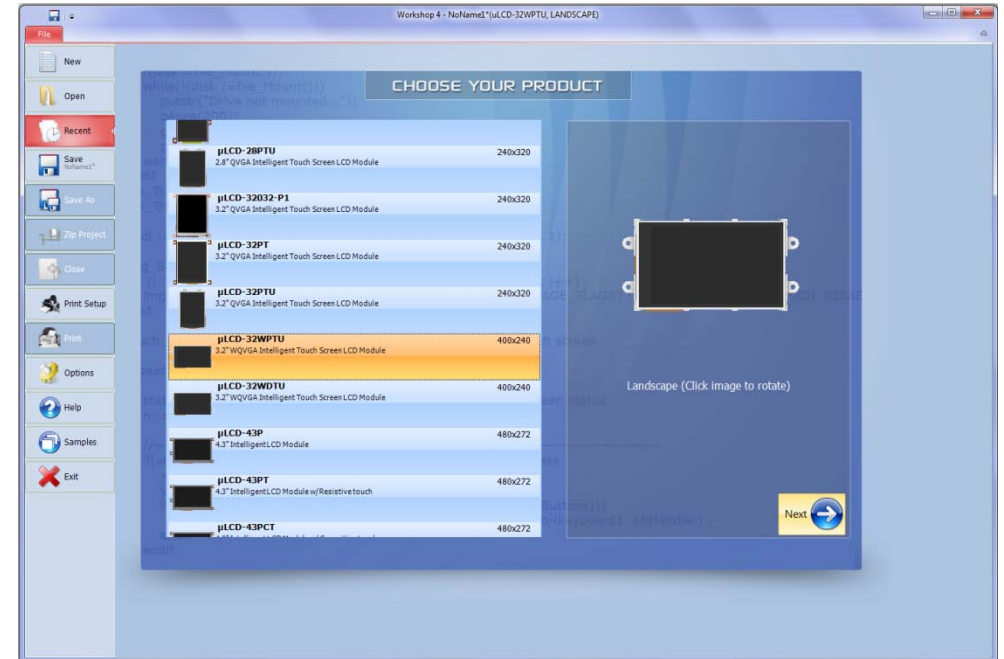 Workshop 4 - NoName1*(uLCD-32WPTU, LANDSCAPE)
File
New
Open
Recent
Save
NoName1*
Save As
Zip Project
Close
Print Setup
Print
Options
Help
Samples
Exit
CHOOSE YOUR PRODUCT
µLCD-28PTU 240x320
2.8" QVGA Intelligent Touch Screen LCD Module
µLCD-32032-P1 240x320
3.2" QVGA Intelligent Touch Screen LCD Module
µLCD-32PT 240x320
3.2" QVGA Intelligent Touch Screen LCD Module
µLCD-32PTU 240x320
3.2" QVGA Intelligent Touch Screen LCD Module
µLCD-32WPTU 400x240
3.2" WQVGA Intelligent Touch Screen LCD Module
µLCD-32WDTU 400x240
3.2" WQVGA Intelligent Touch Screen LCD Module
µLCD-43P 480x272
4.3" Intelligent LCD Module
µLCD-43PT 480x272
4.3" Intelligent LCD Module w/Resistive touch
µLCD-43PCT 480x272
Landscape (Click image to rotate)
Next
endif